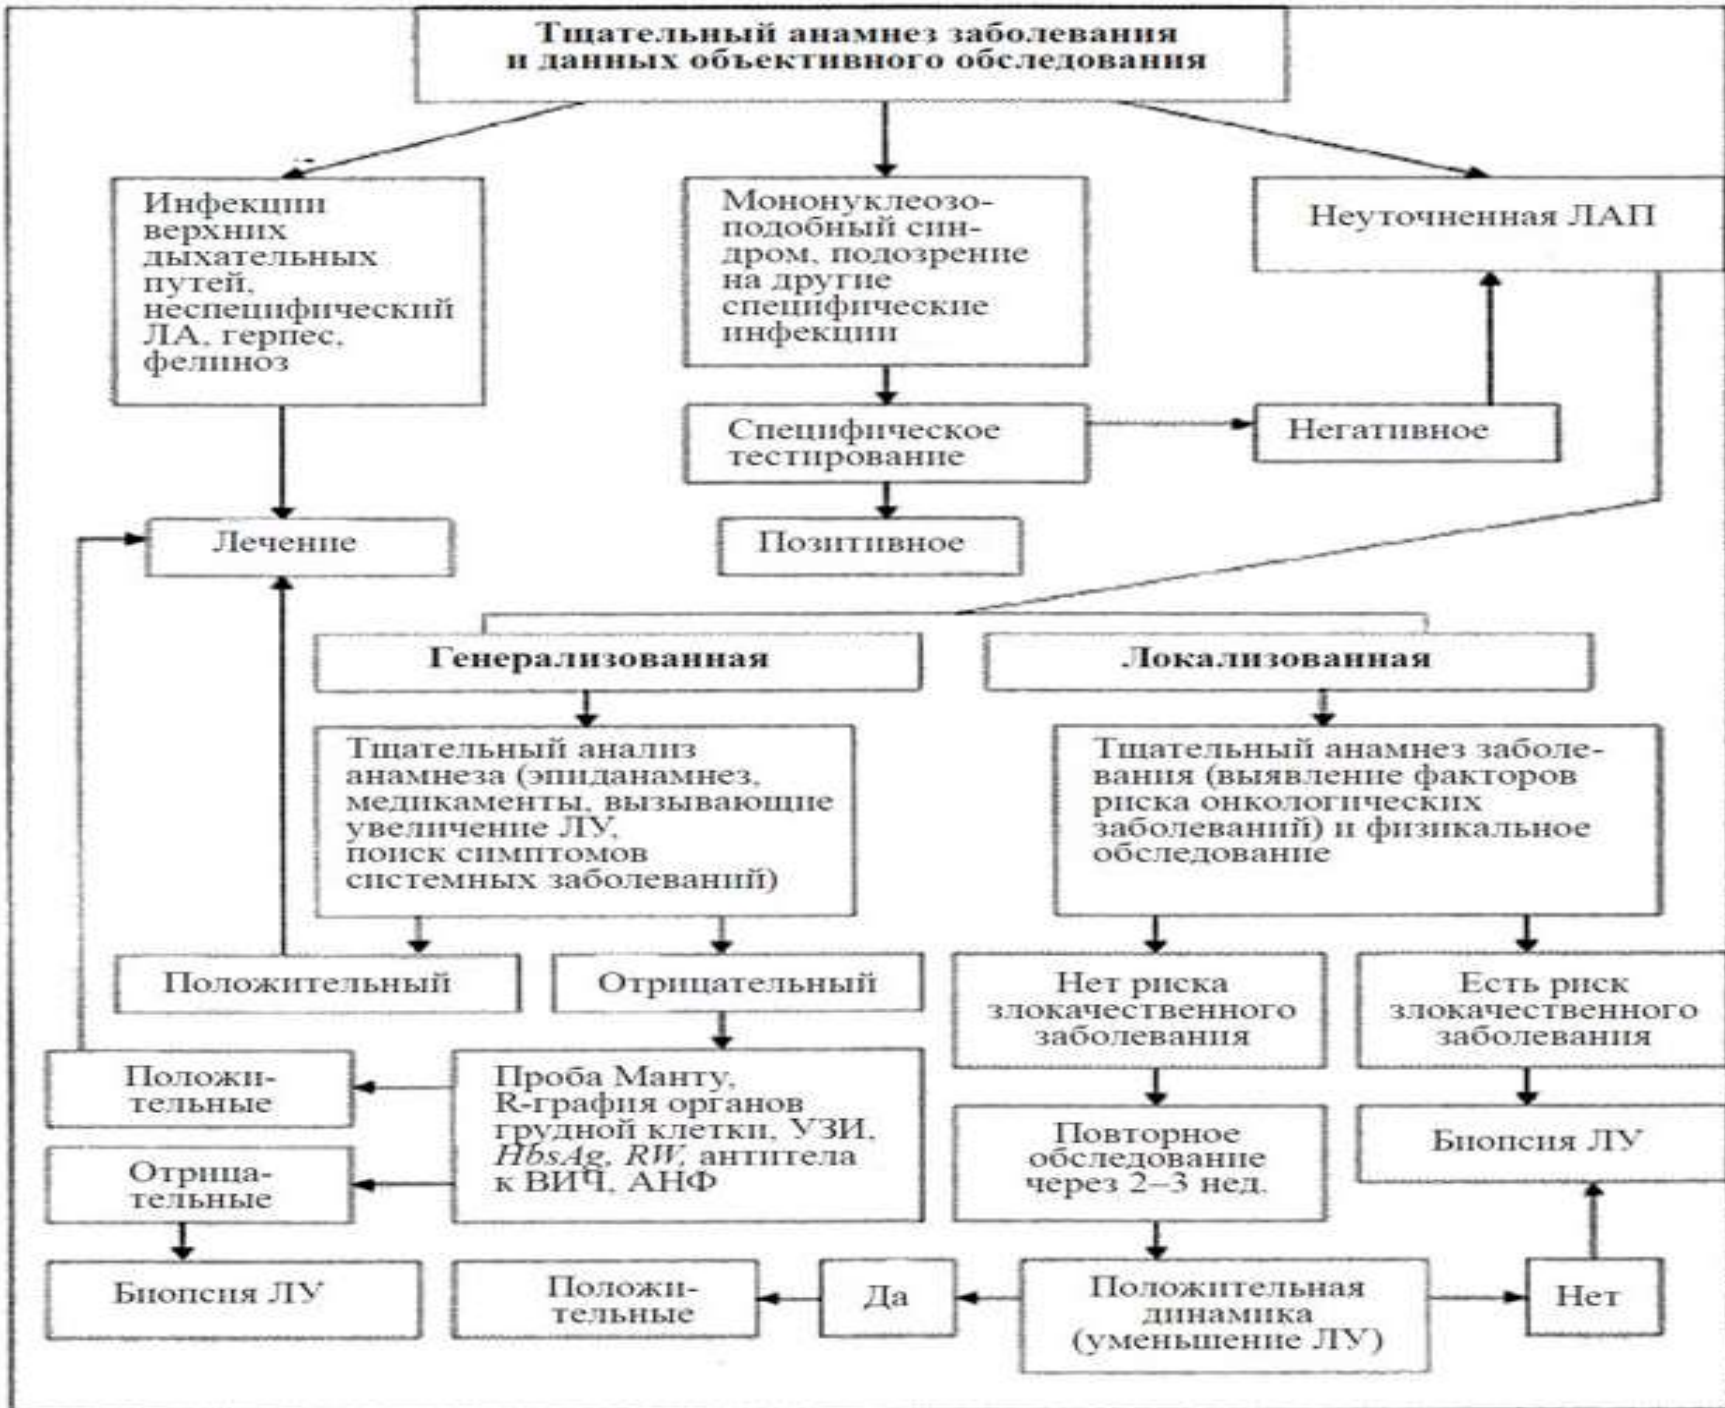 Тщательный анамнез заболевания
и данных объективного обследования
Инфекции
верхних
дыхательных
путей,
неспецифический
ЛА, герпес,
фелиноз
Мононуклеозо-
подобный син-
дром, подозрение
на другие
специфические
инфекции
Неуточненная ЛАП
Специфическое
тестирование
Негативное
Лечение
Позитивное
Генерализованная
Локализованная
Тщательный анализ
анамнеза (эпиданамнез,
медикаменты, вызывающие
увеличение ЛУ,
поиск симптомов
системных заболеваний)
Тщательный анамнез заболе-
вания (выявление факторов
риска онкологических
заболеваний) и физикальное
обследование
Положительный
Отрицательный
Нет риска
злокачественного
заболевания
Есть риск
злокачественного
заболевания
Положи-
тельные
Проба Манту,
R-графия органов
грудной клетки, УЗИ,
HbsAg, RW, антитела
к ВИЧ, АНФ
Отрица-
тельные
Повторное
обследование
через 2–3 нед.
Биопсия ЛУ
Биопсия ЛУ
Положи-
тельные
Да
Положительная
динамика
(уменьшение ЛУ)
Нет